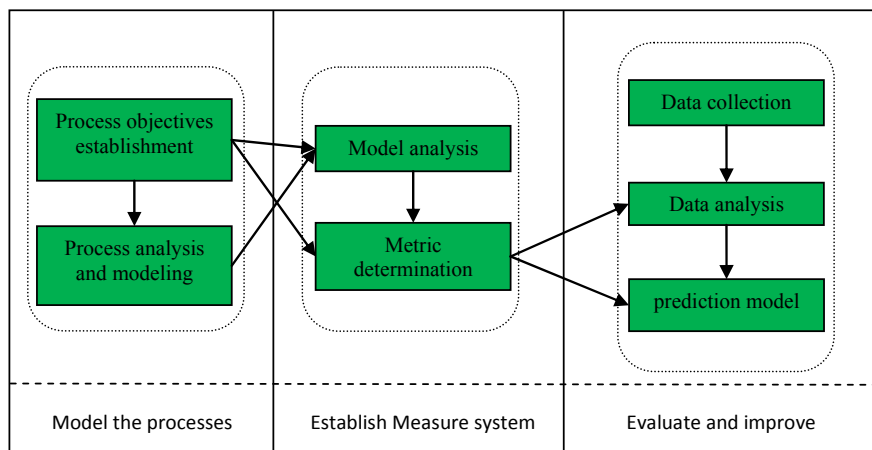 Process objectives
establishment
Process analysis
and modeling
Model the processes
Model analysis
Metric
determination
Establish Measure system
Data collection
Data analysis
prediction model
Evaluate and improve